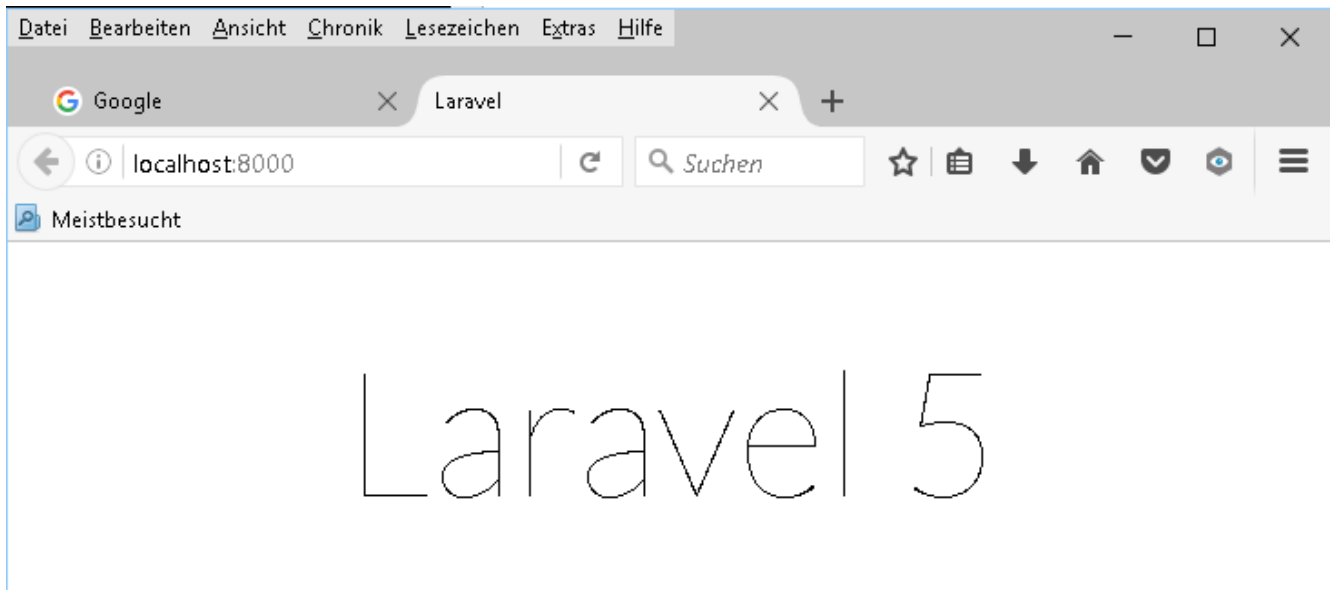 Datei Bearbeiten Ansicht Chronik Lesezeichen Extras Hilfe
Google Laravel
localhost:8000 Suchen
Meistbesucht
Laravel 5